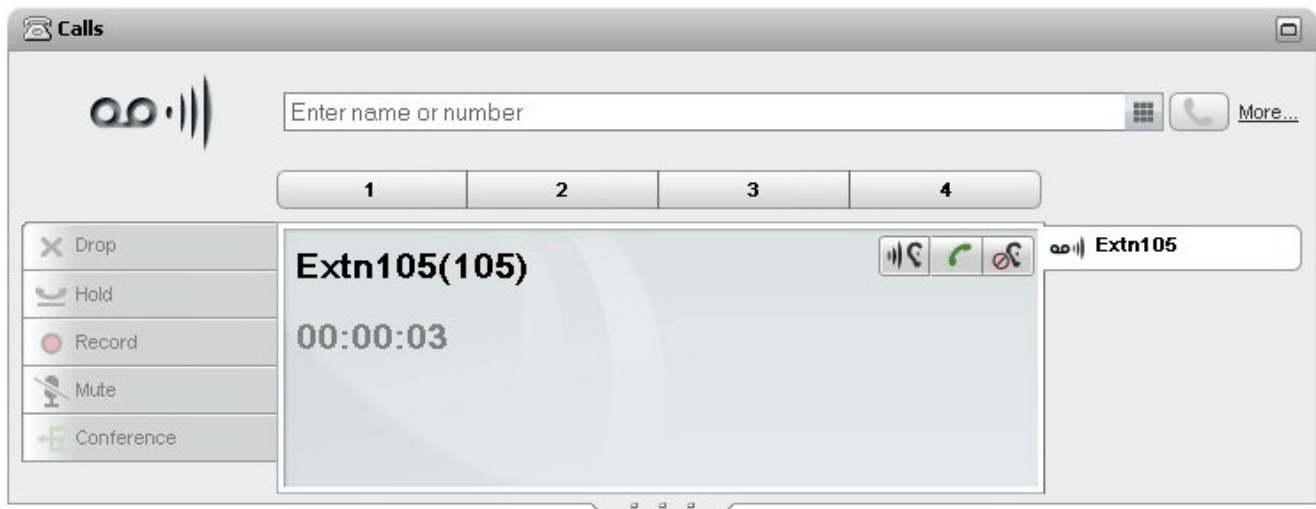 Calls
Enter name or number
More...
1 2 3 4
Drop
Hold
Record
Mute
Conference
Extn105(105)
00:00:03
Extn105